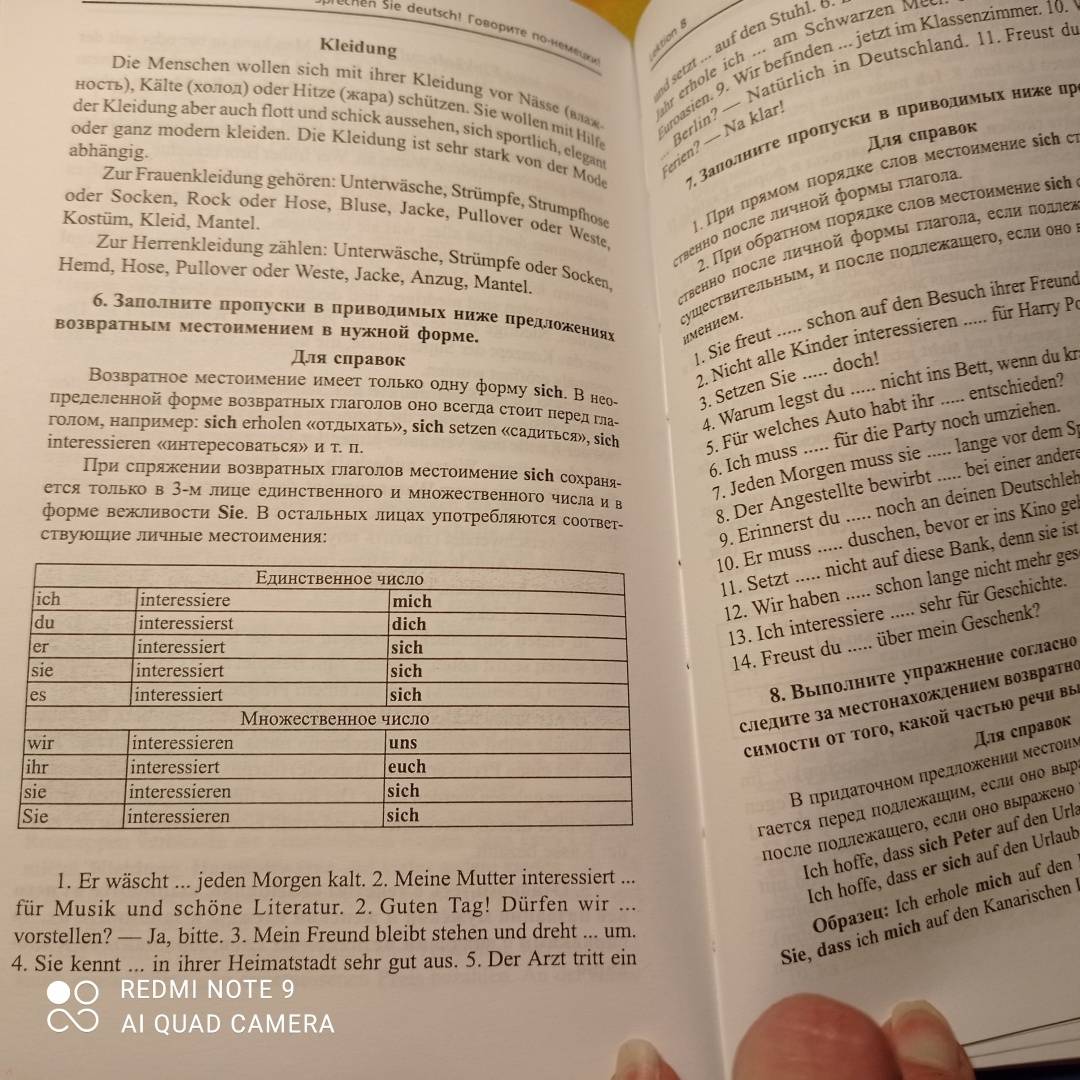 Sprechen Sie deutsch! Говорите по-немецки!
Kleidung
Die Menschen wollen sich mit ihrer Kleidung vor Nässe (влаж-
ность), Kälte (холод) oder Hitze (жара) schützen. Sie wollen mit Hilfe
der Kleidung aber auch flott und schick aussehen, sich sportlich, elegant
oder ganz modern kleiden. Die Kleidung ist sehr stark von der Mode
abhängig.
Zur Frauenkleidung gehören: Unterwäsche, Strümpfe, Strumpfhose
oder Socken, Rock oder Hose, Bluse, Jacke, Pullover oder Weste,
Kostüm, Kleid, Mantel.
Zur Herrenkleidung zählen: Unterwäsche, Strümpfe oder Socken,
Hemd, Hose, Pullover oder Weste, Jacke, Anzug, Mantel.
6. Заполните пропуски в приводимых ниже предложениях
возвратным местоимением в нужной форме.
Для справок
Возвратное местоимение имеет только одну форму sich. В нео-
пределенной форме возвратных глаголов оно всегда стоит перед гла-
голом, например: sich erholen «отдыхать», sich setzen «садиться», sich
interessieren «интересоваться» и т. п.
При спряжении возвратных глаголов местоимение sich сохраня-
ется только в 3-м лице единственного и множественного числа и в
форме вежливости Sie. В остальных лицах употребляются соответ-
ствующие личные местоимения:
Единственное число
ich interessiere mich
du interessierst dich
er interessiert sich
sie interessiert sich
es interessiert sich
Множественное число
wir interessieren uns
ihr interessiert euch
sie interessieren sich
Sie interessieren sich
1. Er wäscht ... jeden Morgen kalt. 2. Meine Mutter interessiert ...
für Musik und schöne Literatur. 2. Guten Tag! Dürfen wir ...
vorstellen? — Ja, bitte. 3. Mein Freund bleibt stehen und dreht ... um.
4. Sie kennt ... in ihrer Heimatstadt sehr gut aus. 5. Der Arzt tritt ein
Lektion 8
und setzt ... auf den Stuhl. 6.
Jahr erhole ich ... am Schwarzen Meer.
Euroasien. 9. Wir befinden ... jetzt im Klassenzimmer. 10.
... Berlin? — Natürlich in Deutschland. 11. Freust du
Ferien? — Na klar!
7. Заполните пропуски в приводимых ниже
Для справок
1. При прямом порядке слов местоимение sich
ственно после личной формы глагола.
2. При обратном порядке слов местоимение sich
ственно после личной формы глагола, если
существительным, и после подлежащего, если оно
имением.
1. Sie freut ..... schon auf den Besuch ihrer
2. Nicht alle Kinder interessieren ..... für Harry
3. Setzen Sie ..... doch!
4. Warum legst du ..... nicht ins Bett, wenn du
5. Für welches Auto habt ihr ..... entschieden?
6. Ich muss ..... für die Party noch umziehen.
7. Jeden Morgen muss sie ..... lange vor dem
8. Der Angestellte bewirbt ..... bei einer
9. Erinnerst du ..... noch an deinen
10. Er muss ..... duschen, bevor er ins Kino
11. Setzt ..... nicht auf diese Bank, denn sie ist
12. Wir haben ..... schon lange nicht mehr
13. Ich interessiere ..... sehr für Geschichte.
14. Freust du ..... über mein Geschenk?
8. Выполните упражнение согласно
следите за местонахождением
симости от того, какой частью речи
Для справок
В придаточном предложении
гается перед подлежащим, если оно
после подлежащего, если оно выражено
Ich hoffe, dass sich Peter auf den
Ich hoffe, dass er sich auf den
Образец: Ich erhole mich auf den
Sie, dass ich mich auf den Kanarischen
REDMI NOTE 9
AI QUAD CAMERA